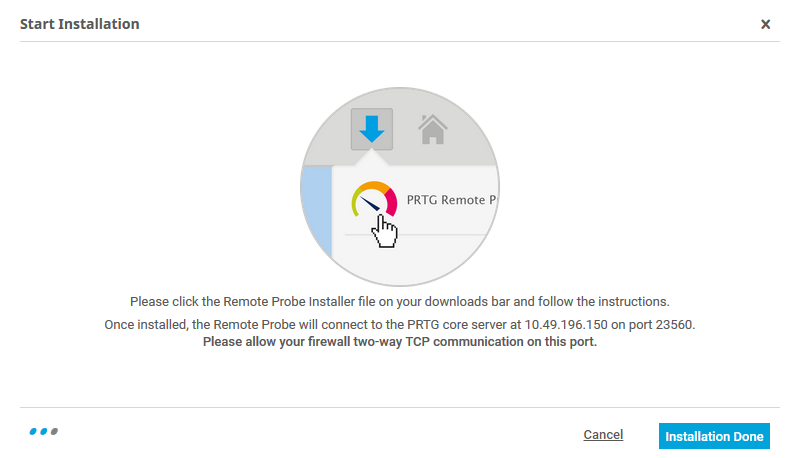 Start Installation
PRTG Remote P
Please click the Remote Probe Installer file on your downloads bar and follow the instructions.
Once installed, the Remote Probe will connect to the PRTG core server at 10.49.196.150 on port 23560.
Please allow your firewall two-way TCP communication on this port.
Cancel
Installation Done